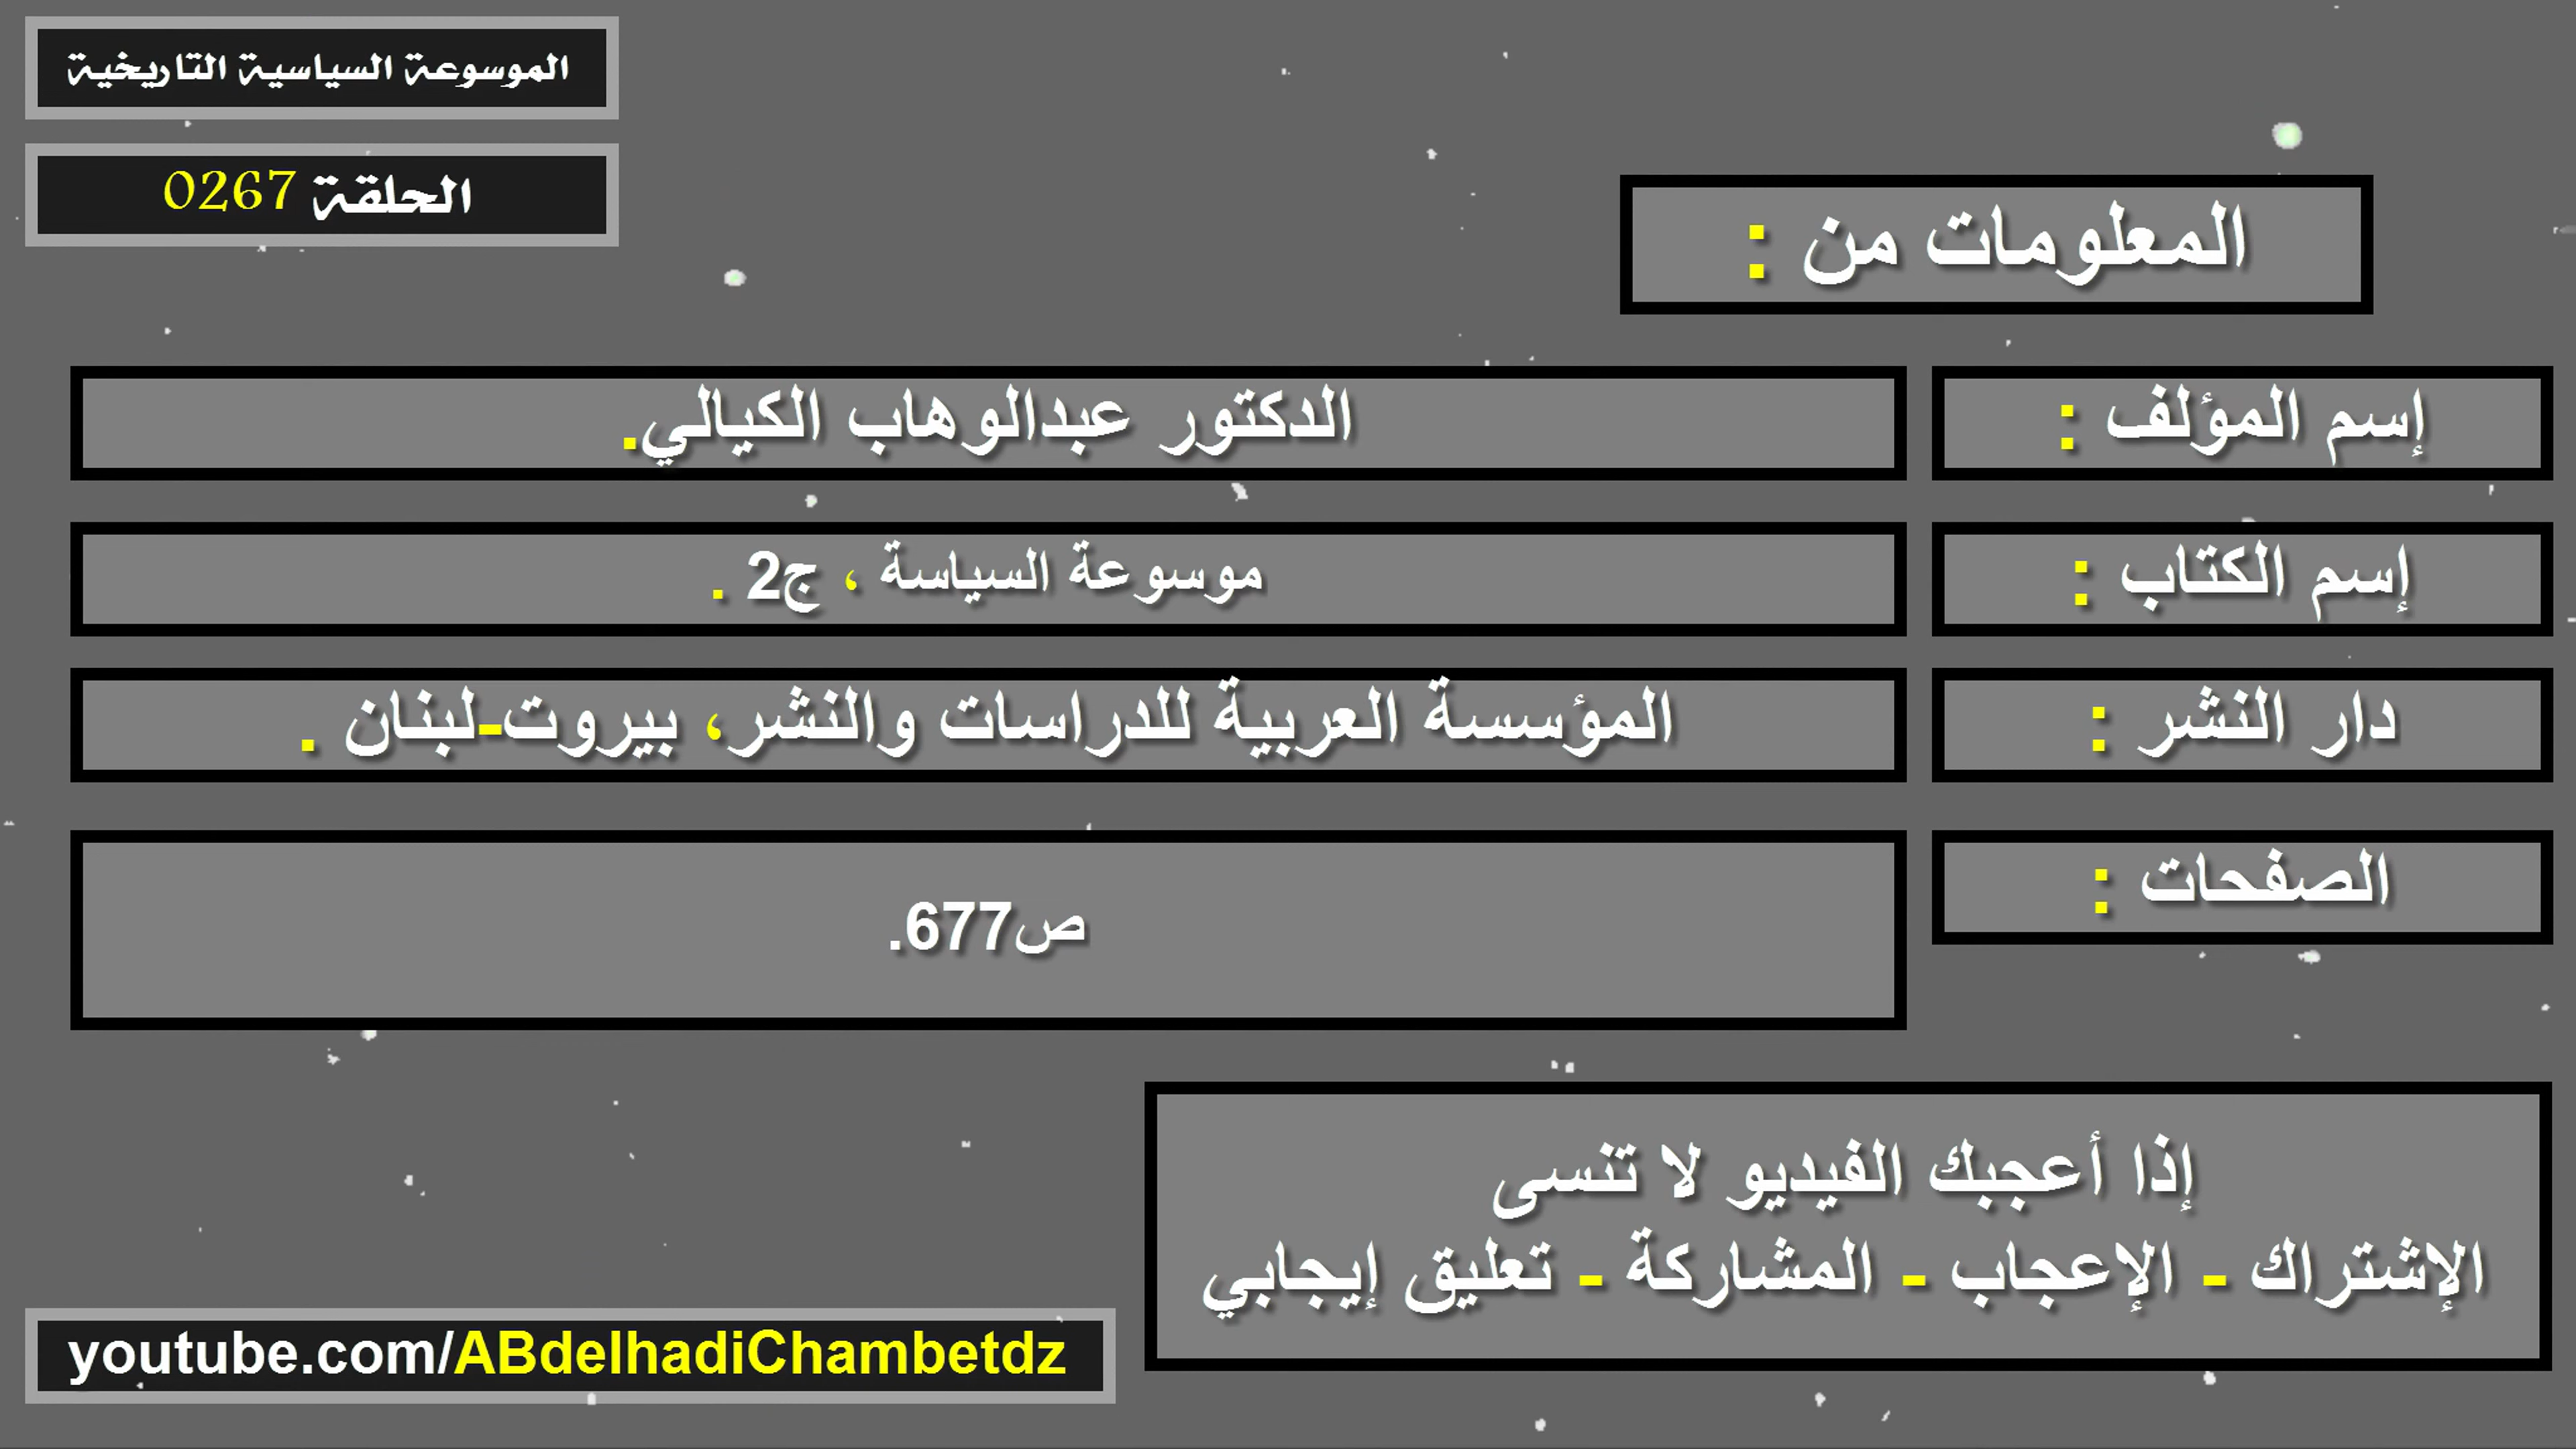 الموسوعة السياسية التاريخية
الحلقة 0267
المعلومات من :
إسم المؤلف :
الدكتور عبدالوهاب الكيالي.
إسم الكتاب :
موسوعة السياسة ، ج2 .
دار النشر :
المؤسسة العربية للدراسات والنشر، بيروت-لبنان .
الصفحات :
ص677.
إذا أعجبك الفيديو لا تنسى
الإشتراك - الإعجاب - المشاركة - تعليق إيجابي
youtube.com/ABdelhadiChambetdz